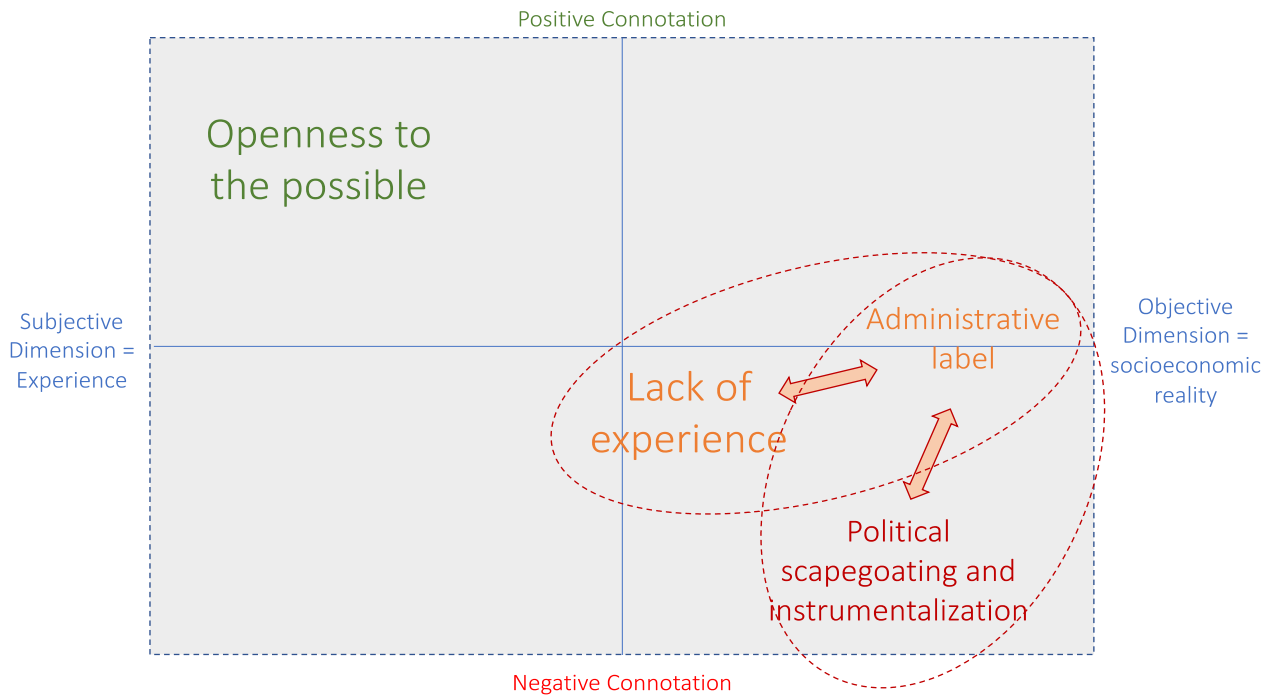 Positive Connotation
Openness to
the possible
Subjective
Dimension =
Experience
Objective
Dimension =
socioeconomic
reality
Administrative
label
Lack of
experience
Political
scapegoating and
instrumentalization
Negative Connotation